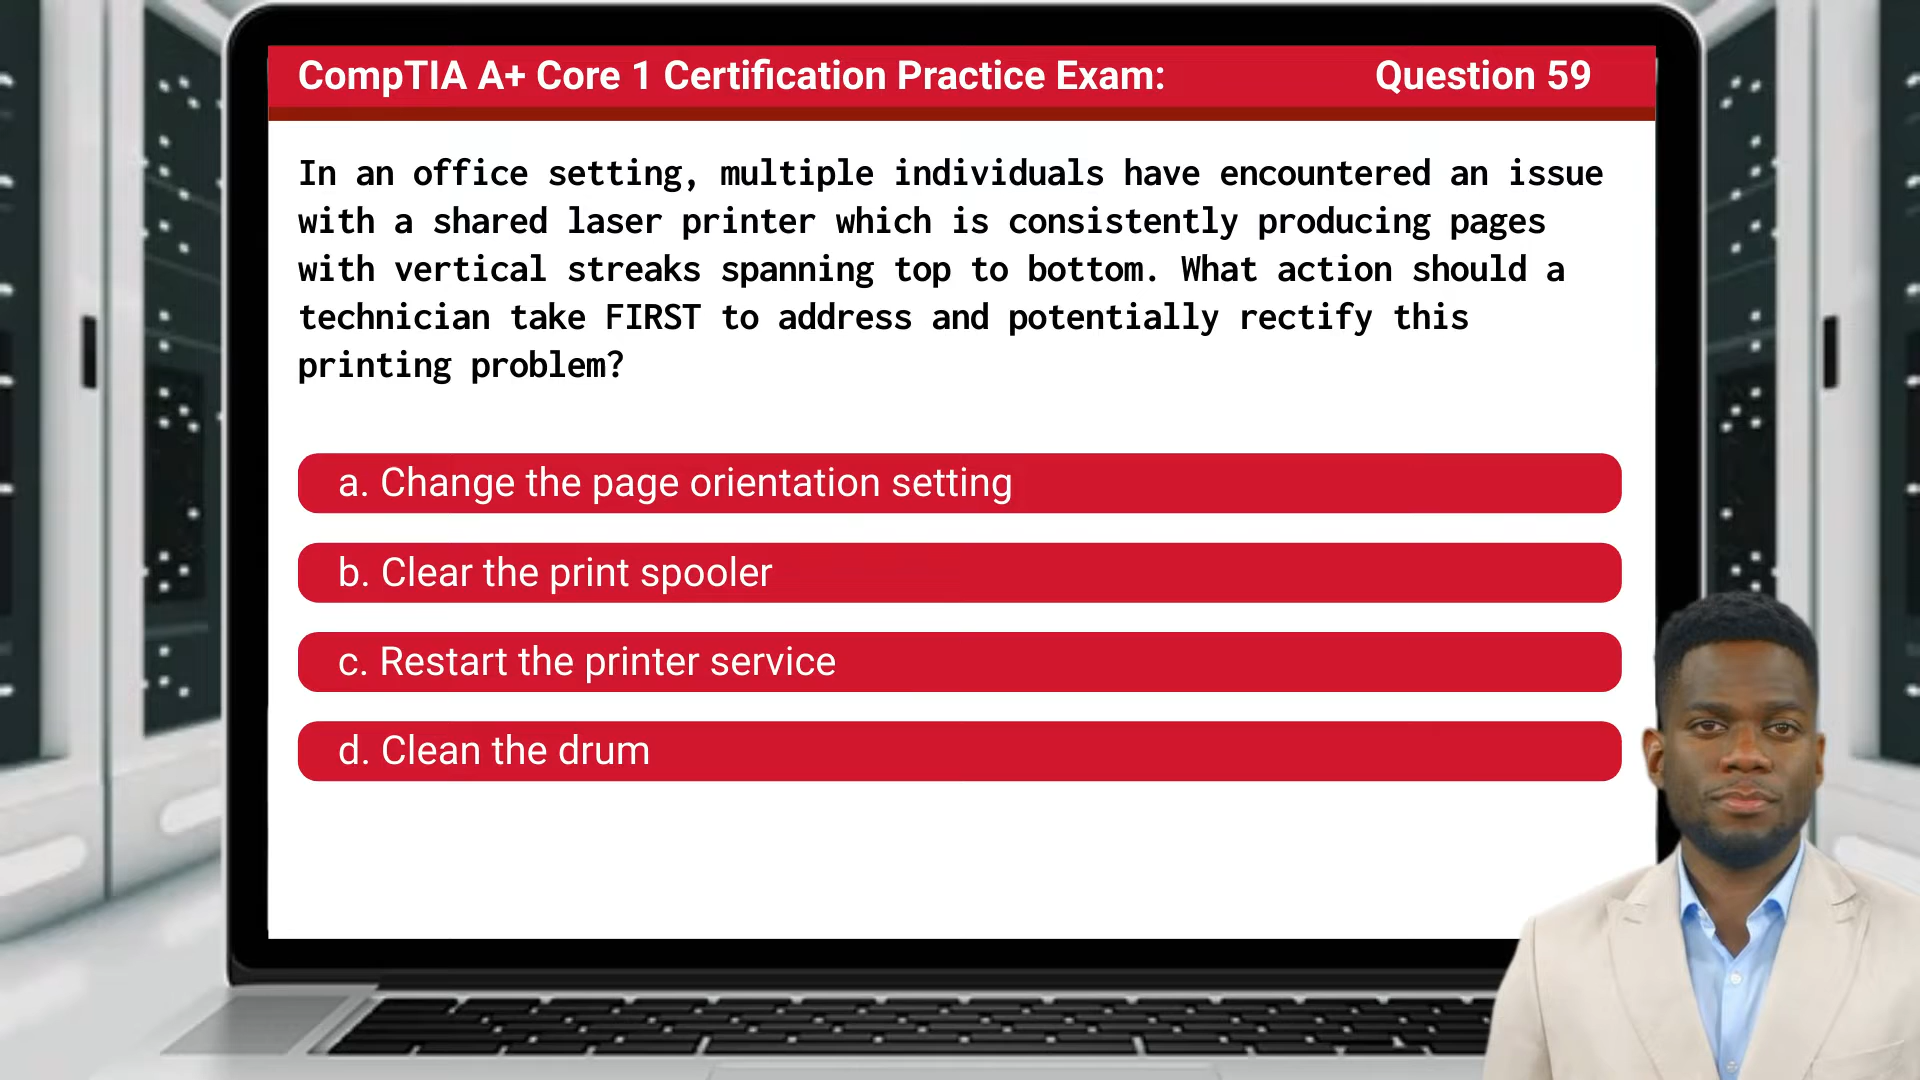 CompTIA A+ Core 1 Certification Practice Exam: Question 59
In an office setting, multiple individuals have encountered an issue
with a shared laser printer which is consistently producing pages
with vertical streaks spanning top to bottom. What action should a
technician take FIRST to address and potentially rectify this
printing problem?
a. Change the page orientation setting
b. Clear the print spooler
c. Restart the printer service
d. Clean the drum